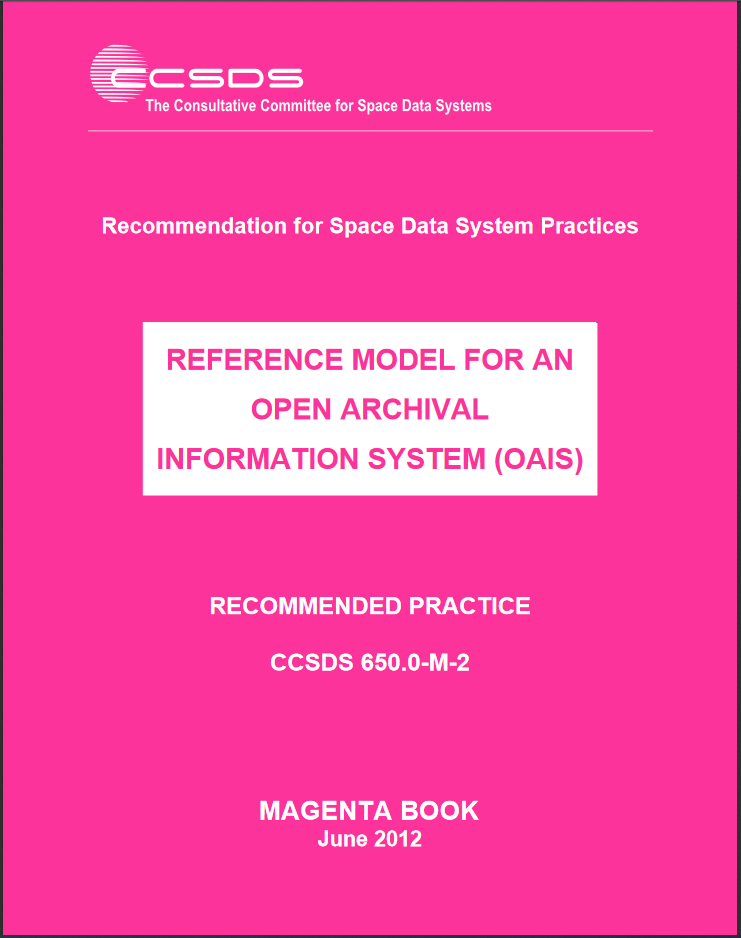 CCSDS
The Consultative Committee for Space Data Systems
Recommendation for Space Data System Practices
REFERENCE MODEL FOR AN
OPEN ARCHIVAL
INFORMATION SYSTEM (OAIS)
RECOMMENDED PRACTICE
CCSDS 650.0-M-2
MAGENTA BOOK
June 2012